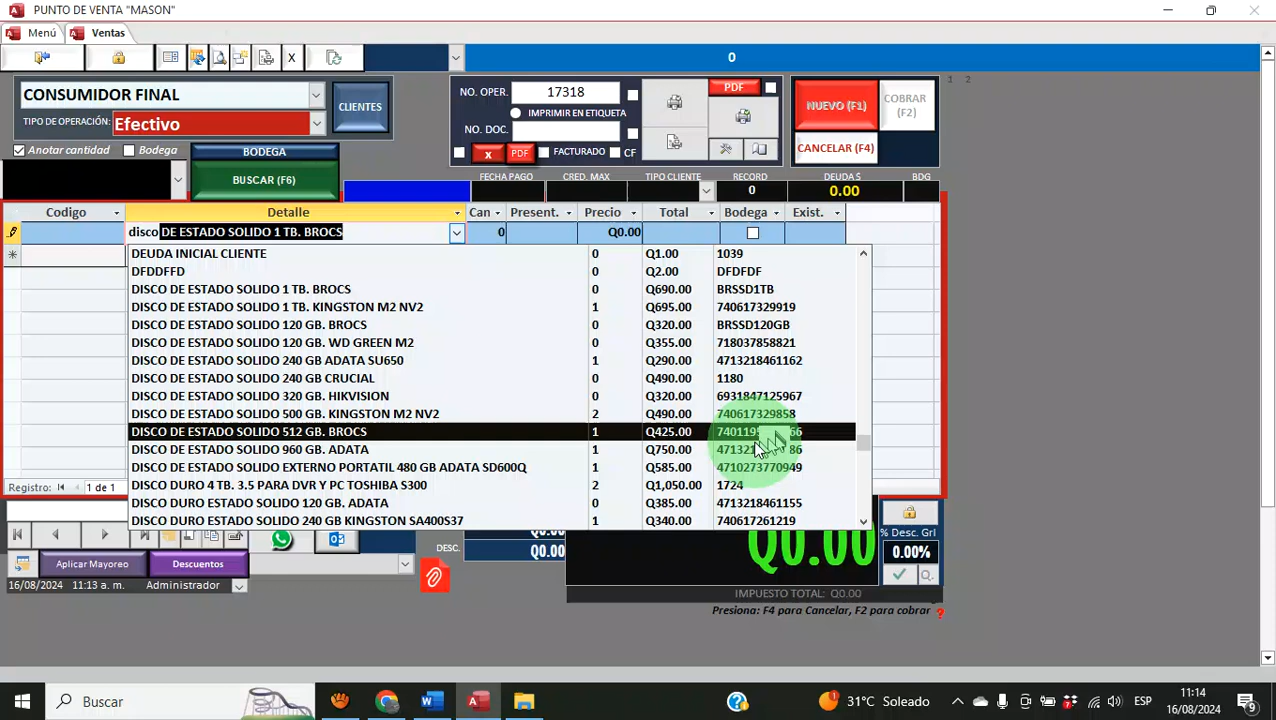 PUNTO DE VENTA "MASON"
Menú
Ventas
x
0
CONSUMIDOR FINAL
TIPO DE OPERACIÓN:
Efectivo
CLIENTES
Anotar cantidad
Bodega
BODEGA
BUSCAR (F6)
NO. OPER.
17318
IMPRIMIR EN ETIQUETA
NO. DOC.
x
PDF
FACTURADO
CF
PDF
NUEVO (F1)
COBRAR (F2)
CANCELAR (F4)
1 2
FECHA PAGO
CRED. MAX
TIPO CLIENTE
RECORD
DEUDA $
BDG
0
0.00
Codigo Detalle Can Present. Precio Total Bodega Exist.
disco DE ESTADO SOLIDO 1 TB. BROCS 0 Q0.00
DEUDA INICIAL CLIENTE 0 Q1.00 1039
DFDDFFD 0 Q2.00 DFDFDF
DISCO DE ESTADO SOLIDO 1 TB. BROCS 0 Q690.00 BRSSD1TB
DISCO DE ESTADO SOLIDO 1 TB. KINGSTON M2 NV2 1 Q695.00 740617329919
DISCO DE ESTADO SOLIDO 120 GB. BROCS 0 Q320.00 BRSSD120GB
DISCO DE ESTADO SOLIDO 120 GB. WD GREEN M2 0 Q355.00 718037858821
DISCO DE ESTADO SOLIDO 240 GB ADATA SU650 1 Q290.00 4713218461162
DISCO DE ESTADO SOLIDO 240 GB CRUCIAL 0 Q490.00 1180
DISCO DE ESTADO SOLIDO 320 GB. HIKVISION 0 Q320.00 6931847125967
DISCO DE ESTADO SOLIDO 500 GB. KINGSTON M2 NV2 2 Q490.00 740617329858
DISCO DE ESTADO SOLIDO 512 GB. BROCS 1 Q425.00
DISCO DE ESTADO SOLIDO 960 GB. ADATA 1 Q750.00
DISCO DE ESTADO SOLIDO EXTERNO PORTATIL 480 GB ADATA SD600Q 1 Q585.00 4710273770949
DISCO DURO 4 TB. 3.5 PARA DVR Y PC TOSHIBA S300 2 Q1,050.00 1724
DISCO DURO ESTADO SOLIDO 120 GB. ADATA 0 Q385.00 4713218461155
DISCO DURO ESTADO SOLIDO 240 GB KINGSTON SA400S37 1 Q340.00 740617261219
Registro: 1 de 1
Q0.00
DESC. Q0.00
Q0.00
% Desc. Grl
0.00%
Aplicar Mayoreo
Descuentos
16/08/2024 11:13 a. m. Administrador
IMPUESTO TOTAL: Q0.00
Presiona: F4 para Cancelar, F2 para cobrar ?
Buscar
31°C Soleado
ESP
11:14
16/08/2024
9